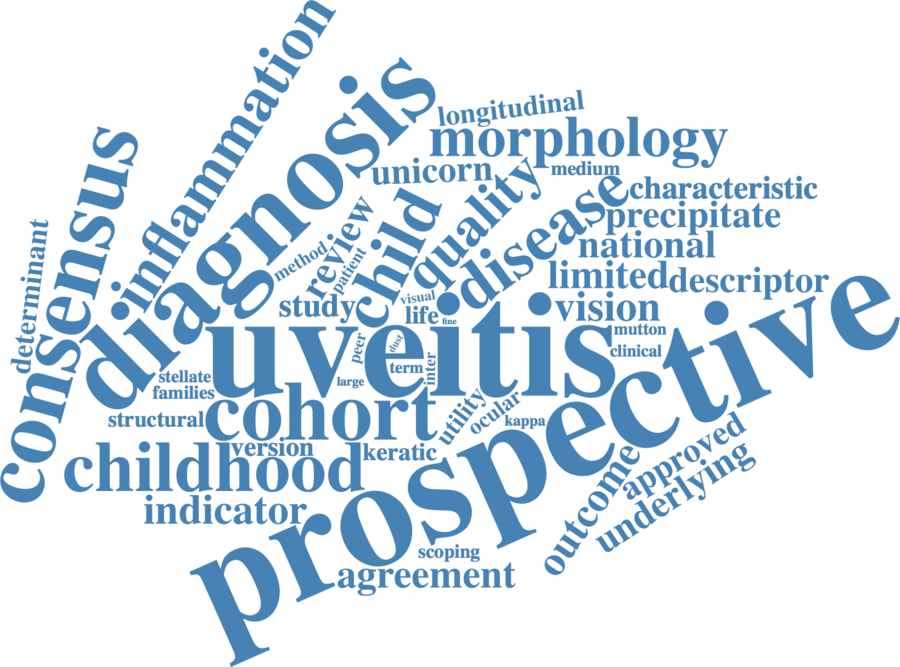 inflammation
diagnosis
consensus
determinant
longitudinal
morphology
unicorn
medium
quality
disease
characteristic
precipitate
national
limited
descriptor
review
child
method
patient
study
visual
life
fine
vision
mutton
clinical
uveitis
prospective
peer
dust
term
inter
large
stellate
families
structural
cohort
utility
ocular
kappa
version
keratic
childhood
indicator
outcome
approved
underlying
scoping
agreement